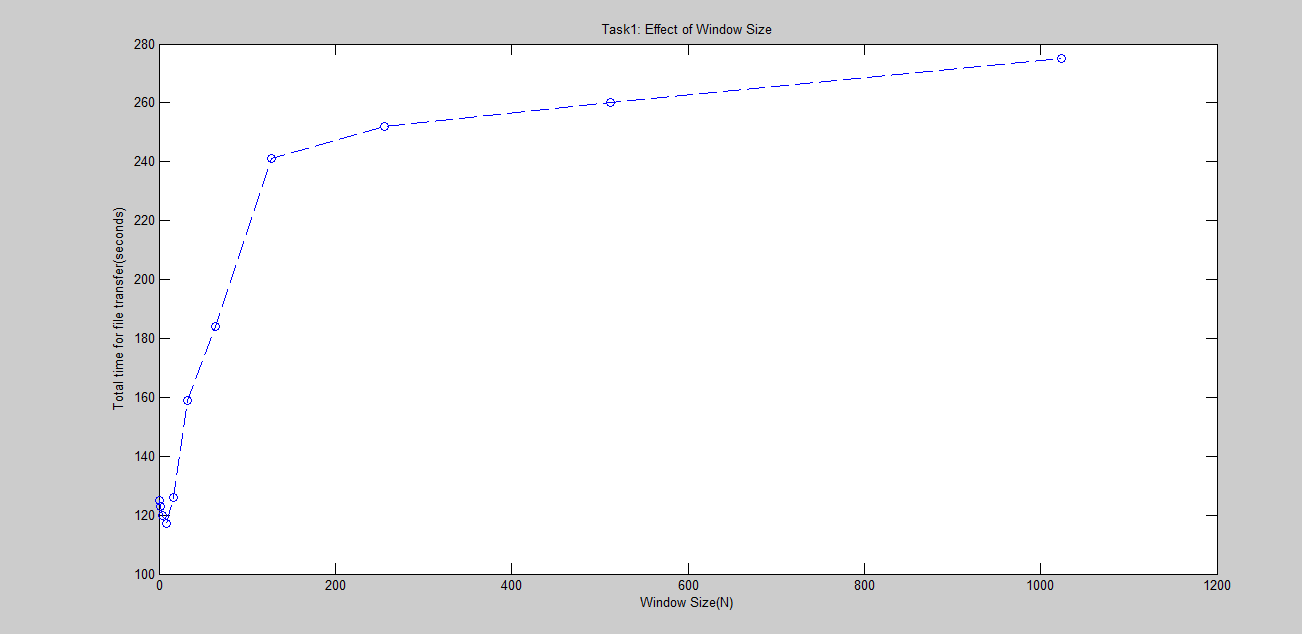 Task1: Effect of Window Size
280
260
240
220
200
180
160
140
120
100
Total time for file transfer(seconds)
0 200 400 600 800 1000 1200
Window Size(N)